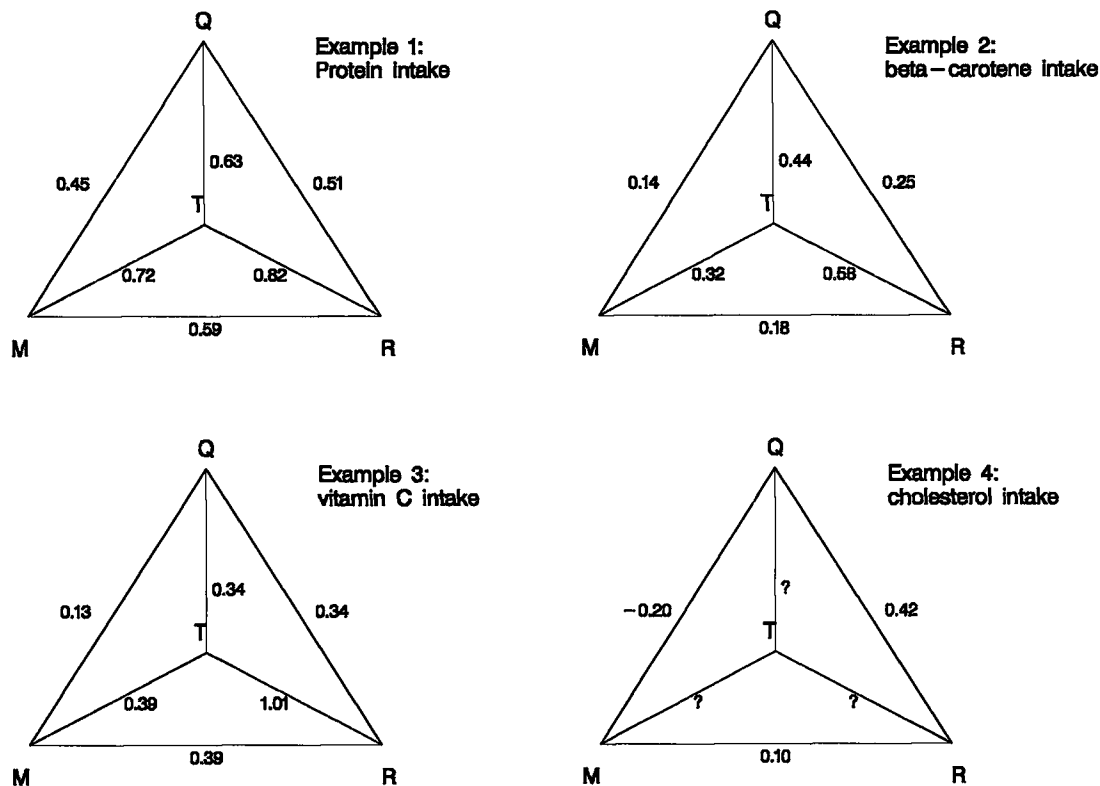 Q
Example 1:
Protein intake
0.45
0.63
0.51
T
0.72
0.82
0.59
M
R
Q
Example 2:
beta-carotene intake
0.14
0.44
0.25
T
0.32
0.58
0.18
M
R
Q
Example 3:
vitamin C intake
0.13
0.34
0.34
T
0.39
1.01
0.39
M
R
Q
Example 4:
cholesterol intake
-0.20
?
0.42
T
?
?
0.10
M
R